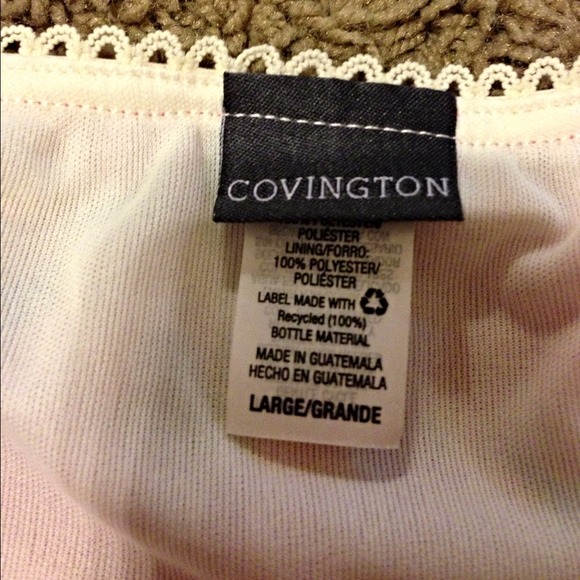 COVINGTON
POLIÉSTER
LINING/FORRO:
100% POLYESTER/
POLIÉSTER
LABEL MADE WITH
Recycled (100%)
BOTTLE MATERIAL
MADE IN GUATEMALA
HECHO EN GUATEMALA
LARGE/GRANDE